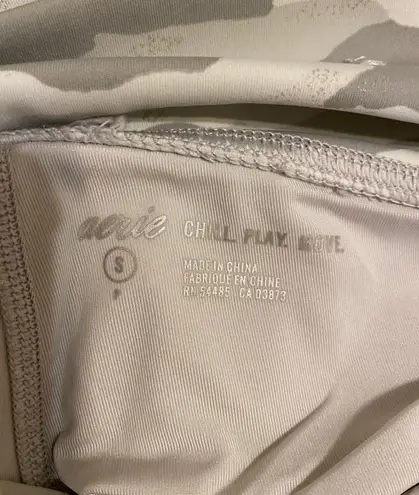 aerie CHILL. PLAY. MOVE.
S
P
MADE IN CHINA
FABRIQUÉ EN CHINE
RN 54485 · CA 03873